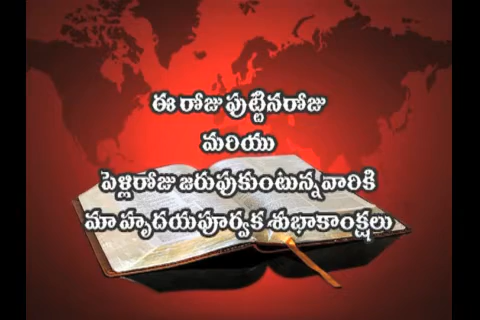 ఈ రోజు పుట్టినరోజు
మరియు
పెళ్లిరోజు జరుపుకుంటున్నవారికి
మా హృదయపూర్వక శుభాకాంక్షలు